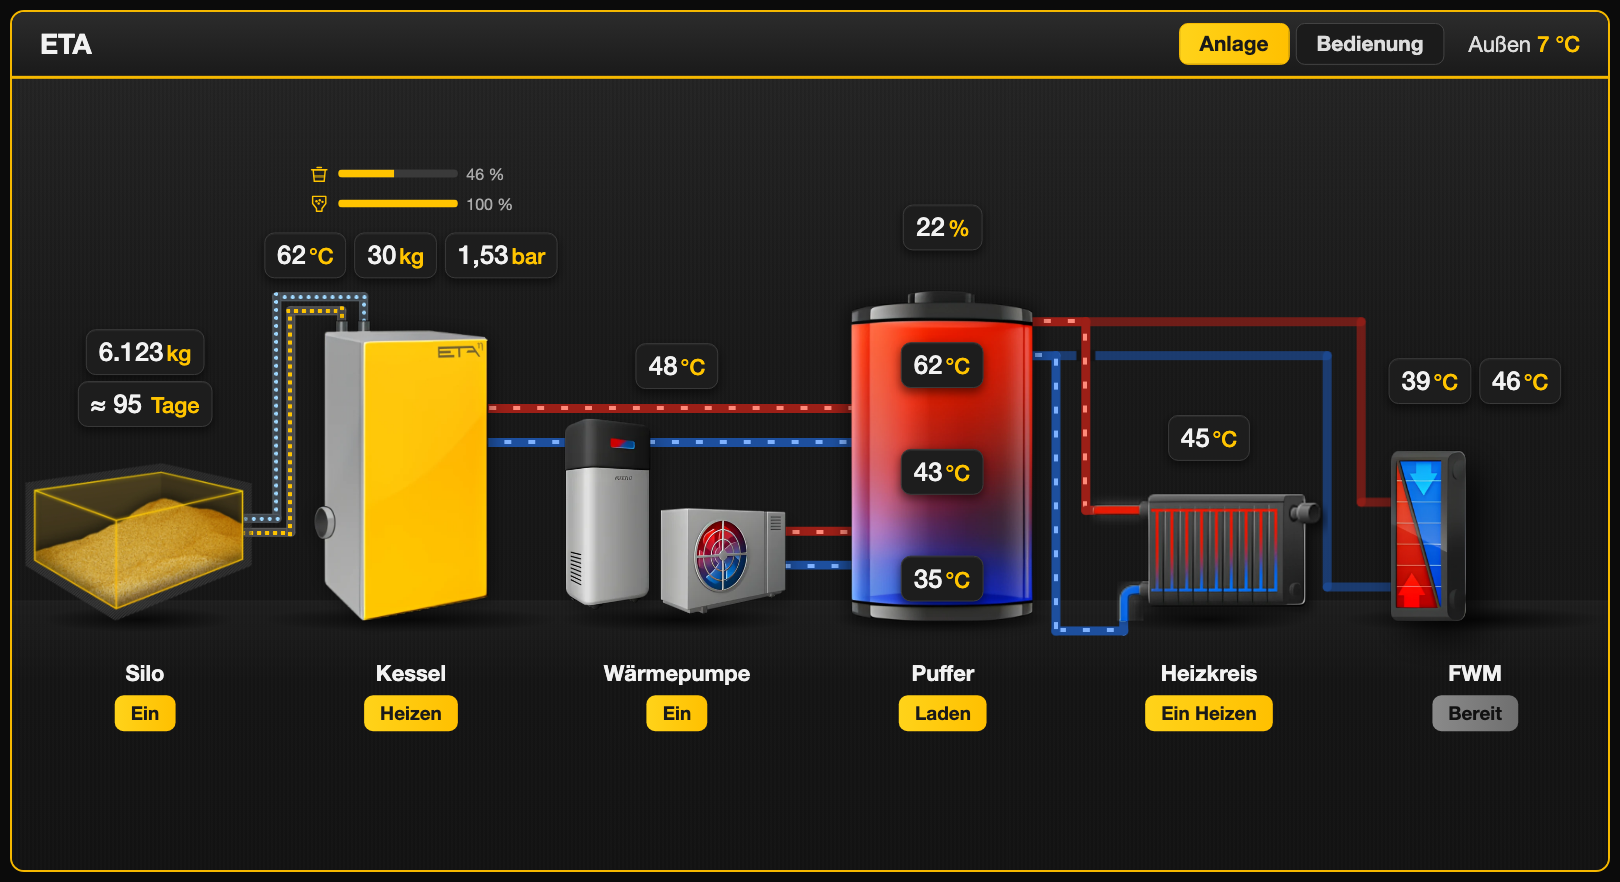 ETA
Anlage
Bedienung
Außen 7 °C
46 %
100 %
62 °C
30 kg
1,53 bar
22 %
6.123 kg
≈ 95 Tage
ETA
48 °C
62 °C
43 °C
35 °C
45 °C
39 °C
46 °C
Silo
Kessel
Wärmepumpe
Puffer
Heizkreis
FWM
Ein
Heizen
Ein
Laden
Ein Heizen
Bereit